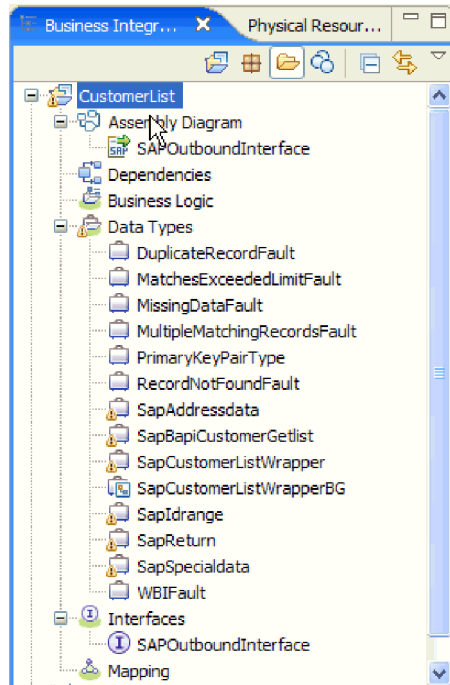 Business Integr... Physical Resour...
CustomerList
Assembly Diagram
SAP SAPOutboundInterface
Dependencies
Business Logic
Data Types
DuplicateRecordFault
MatchesExceededLimitFault
MissingDataFault
MultipleMatchingRecordsFault
PrimaryKeyPairType
RecordNotFoundFault
SapAddressdata
SapBapiCustomerGetlist
SapCustomerListWrapper
SapCustomerListWrapperBG
SapIdrange
SapReturn
SapSpecialdata
WBIFault
Interfaces
SAPOutboundInterface
Mapping